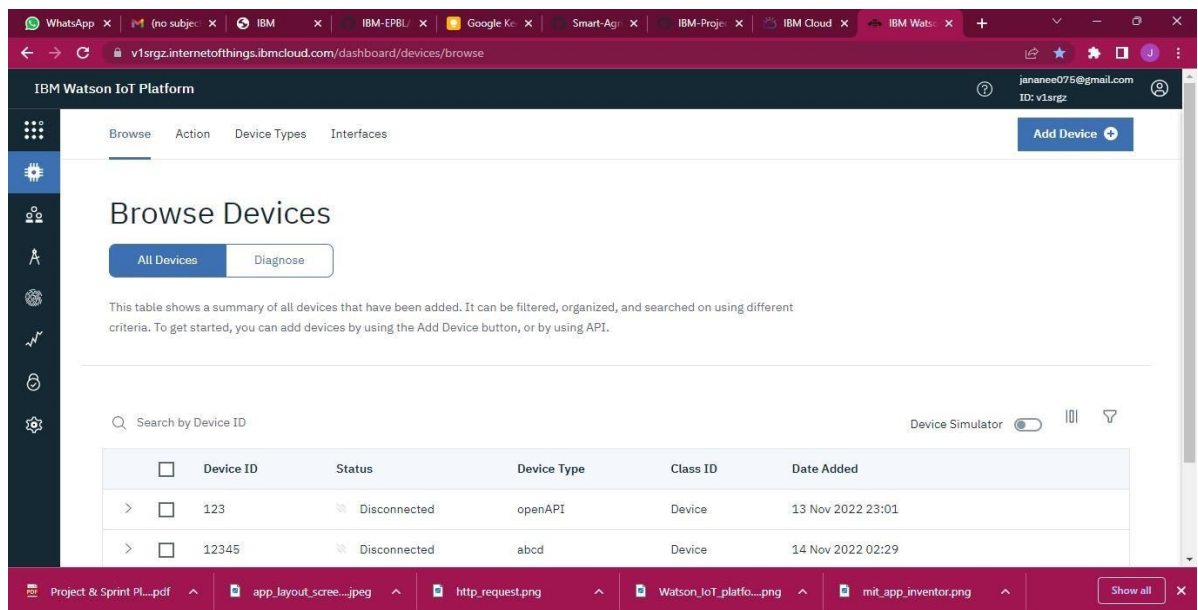 WhatsApp
(no subjec
IBM
IBM-EPBL/
Google Ke
Smart-Agri
IBM-Projec
IBM Cloud
IBM Watso
v1srgz.internetofthings.ibmcloud.com/dashboard/devices/browse
J
IBM Watson IoT Platform
jananee075@gmail.com
ID: v1srgz
Browse Action Device Types Interfaces
Add Device
Browse Devices
All Devices Diagnose
This table shows a summary of all devices that have been added. It can be filtered, organized, and searched on using different
criteria. To get started, you can add devices by using the Add Device button, or by using API.
Search by Device ID
Device Simulator
Device ID Status Device Type Class ID Date Added
123 Disconnected openAPI Device 13 Nov 2022 23:01
12345 Disconnected abcd Device 14 Nov 2022 02:29
Project & Sprint Pl....pdf app_layout_scree....jpeg http_request.png Watson_IoT_platfo....png mit_app_inventor.png Show all